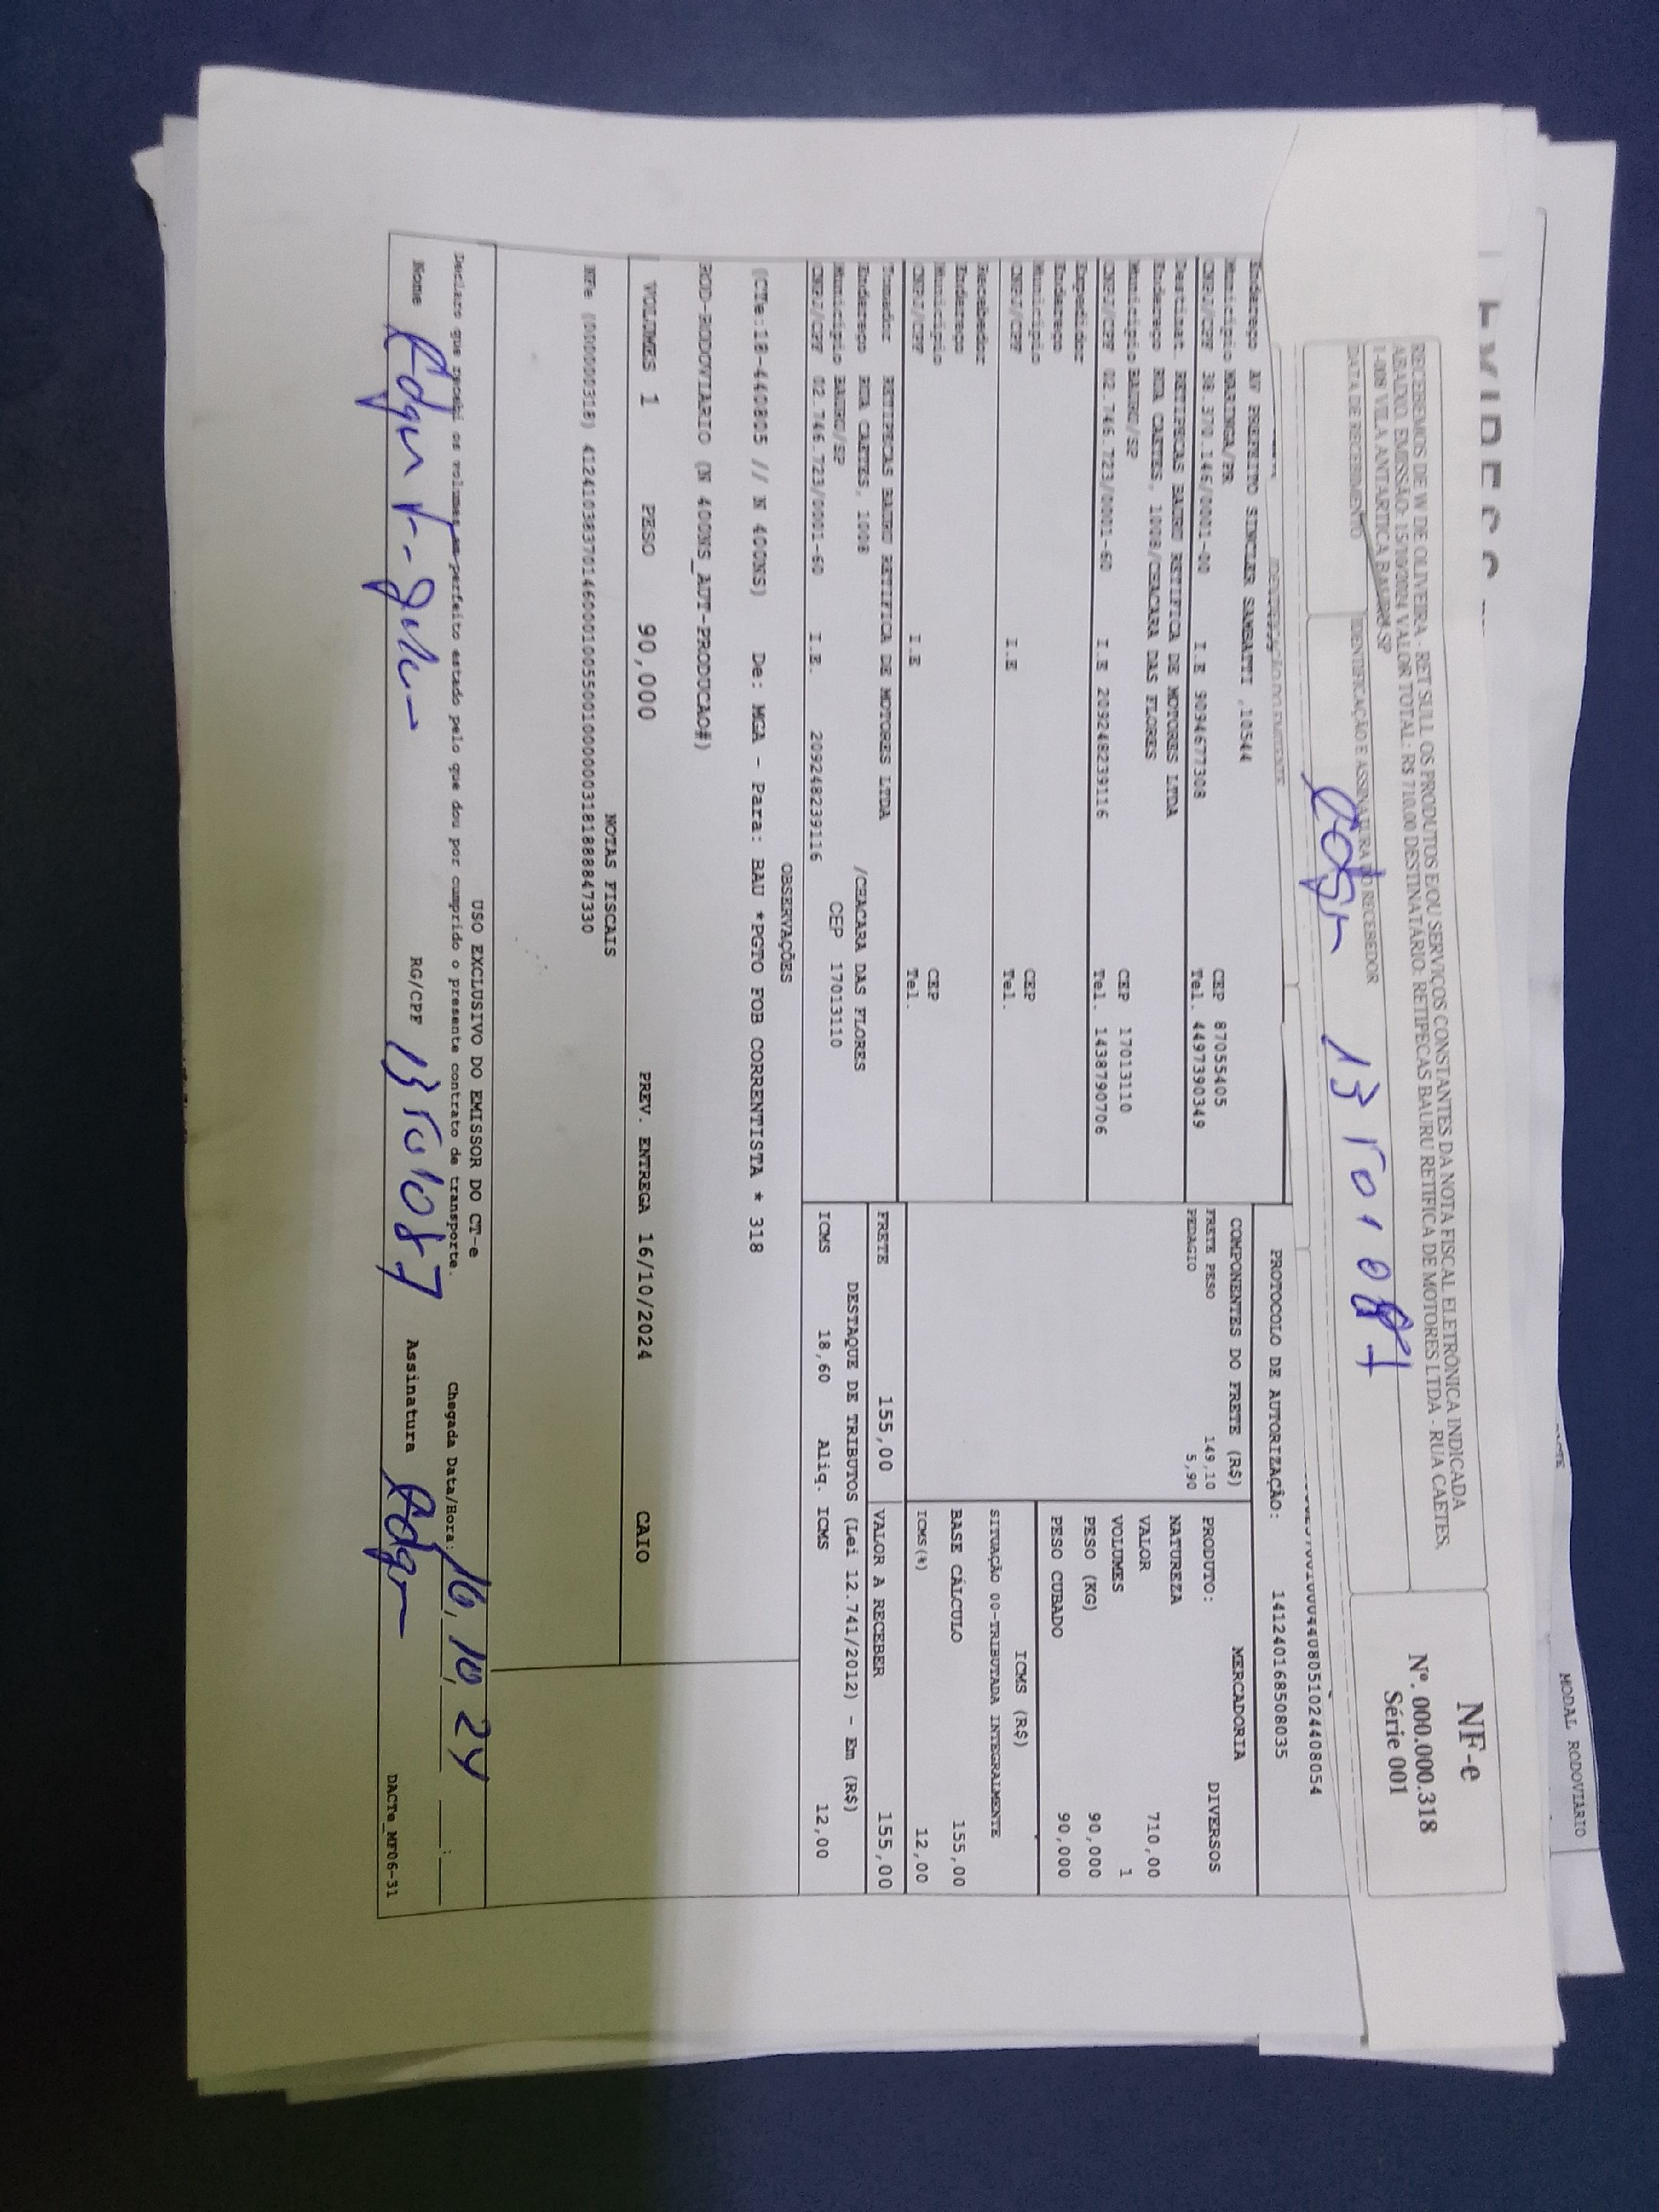 RECEBEMOS DE W DE OLIVEIRA - RET SULL OS PRODUTOS E/OU SERVIÇOS CONSTANTES DA NOTA FISCAL ELETRÔNICA INDICADA
ABAIXO. EMISSÃO: 15/10/2024 VALOR TOTAL: R$ 710,00 DESTINATÁRIO: RETIPECAS BAURU RETIFICA DE MOTORES LTDA - RUA CAETES,
1-008 VILA ANTARTICA BAURU-SP
DATA DE RECEBIMENTO
IDENTIFICAÇÃO E ASSINATURA DO RECEBEDOR
NF-e
Nº. 000.000.318
Série 001
MODAL RODOVIÁRIO
IDENTIFICAÇÃO DO EMITENTE
PROTOCOLO DE AUTORIZAÇÃO: 141240168508035
Endereço AV PREFEITO SINCLER SAMBATTI ,10544
Município MARINGA/PR CEP 87055405
CNPJ/CPF 38.370.146/0001-00 I.E 9094677308 Tel. 4497390349
Destinat. RETIPECAS BAURU RETIFICA DE MOTORES LTDA
Endereço RUA CAETES, 1008/CHACARA DAS FLORES
Município BAURU/SP CEP 17013110
CNPJ/CPF 02.746.723/0001-60 I.E 209248239116 Tel. 1438790706
Expedidor
Endereço
Município CEP
CNPJ/CPF I.E Tel.
Recebedor
Endereço
Município CEP
CNPJ/CPF I.E Tel.
Tomador RETIPECAS BAURU RETIFICA DE MOTORES LTDA
Endereço RUA CAETES, 1008 /CHACARA DAS FLORES
Município BAURU/SP CEP 17013110
CNPJ/CPF 02.746.723/0001-60 I.E. 209248239116
COMPONENTES DO FRETE (R$)
FRETE PESO 149,10
PEDAGIO 5,90
MERCADORIA
PRODUTO: DIVERSOS
NATUREZA
VALOR 710,00
VOLUMES 1
PESO (KG) 90,000
PESO CUBADO 90,000
ICMS (R$)
SITUAÇÃO 00-TRIBUTADA INTEGRALMENTE
BASE CÁLCULO 155,00
ICMS(%) 12,00
FRETE 155,00 VALOR A RECEBER 155,00
DESTAQUE DE TRIBUTOS (Lei 12.741/2012) - Em (R$)
ICMS 18,60 Aliq. ICMS 12,00
OBSERVAÇÕES
(CTe:18-440805 // N 400NS) De: MGA - Para: BAU *PGTO FOB CORRENTISTA * 318
ROD-RODOVIARIO (N 400NS_AUT-PRODUCAO#)
VOLUMES 1 PESO 90,000 PREV. ENTREGA 16/10/2024 CAIO
NOTAS FISCAIS
USO EXCLUSIVO DO EMISSOR DO CT-e
Declaro que recebi os volumes em perfeito estado pelo que dou por cumprido o presente contrato de transporte. Chegada Data/Hora: 16/10/24
Nome RG/CPF Assinatura
DACTe_MF06-31